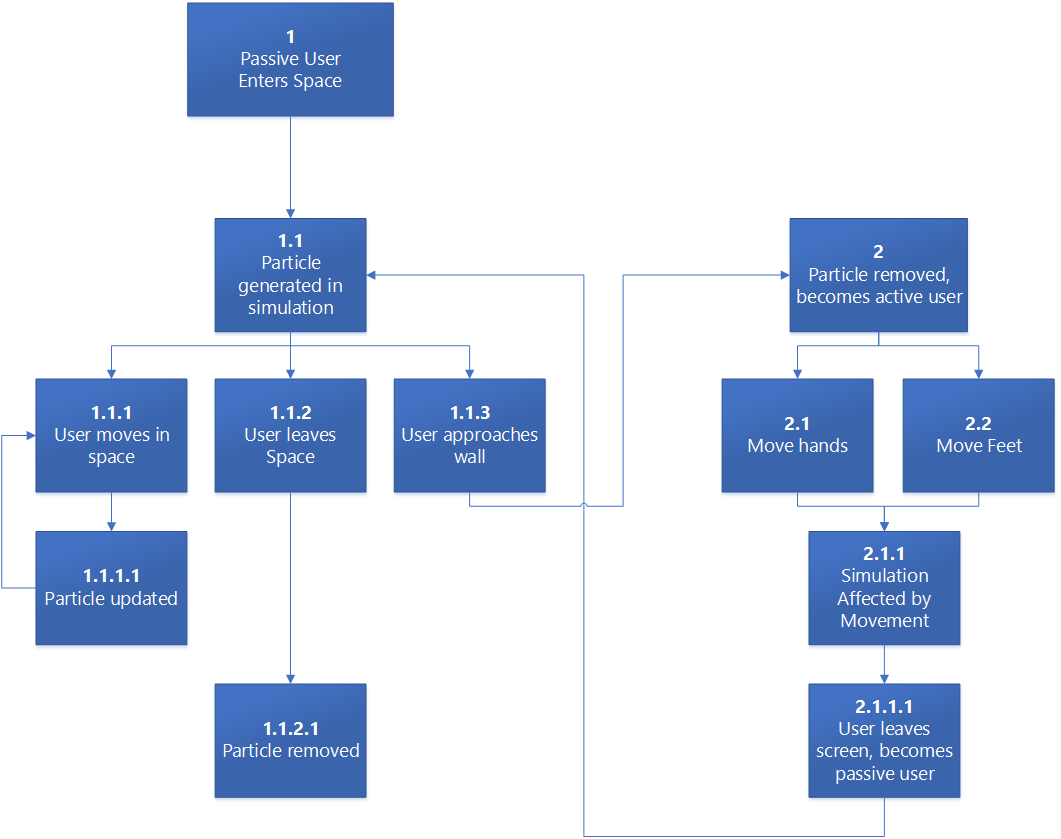 1
Passive User
Enters Space
1.1
Particle
generated in
simulation
2
Particle removed,
becomes active user
1.1.1
User moves in
space
1.1.2
User leaves
Space
1.1.3
User approaches
wall
2.1
Move hands
2.2
Move Feet
1.1.1.1
Particle updated
2.1.1
Simulation
Affected by
Movement
1.1.2.1
Particle removed
2.1.1.1
User leaves
screen, becomes
passive user